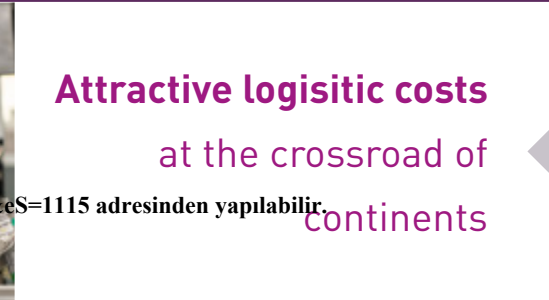 Attractive logisitic costs
at the crossroad of
eS=1115 adresinden yapılabilir.
continents